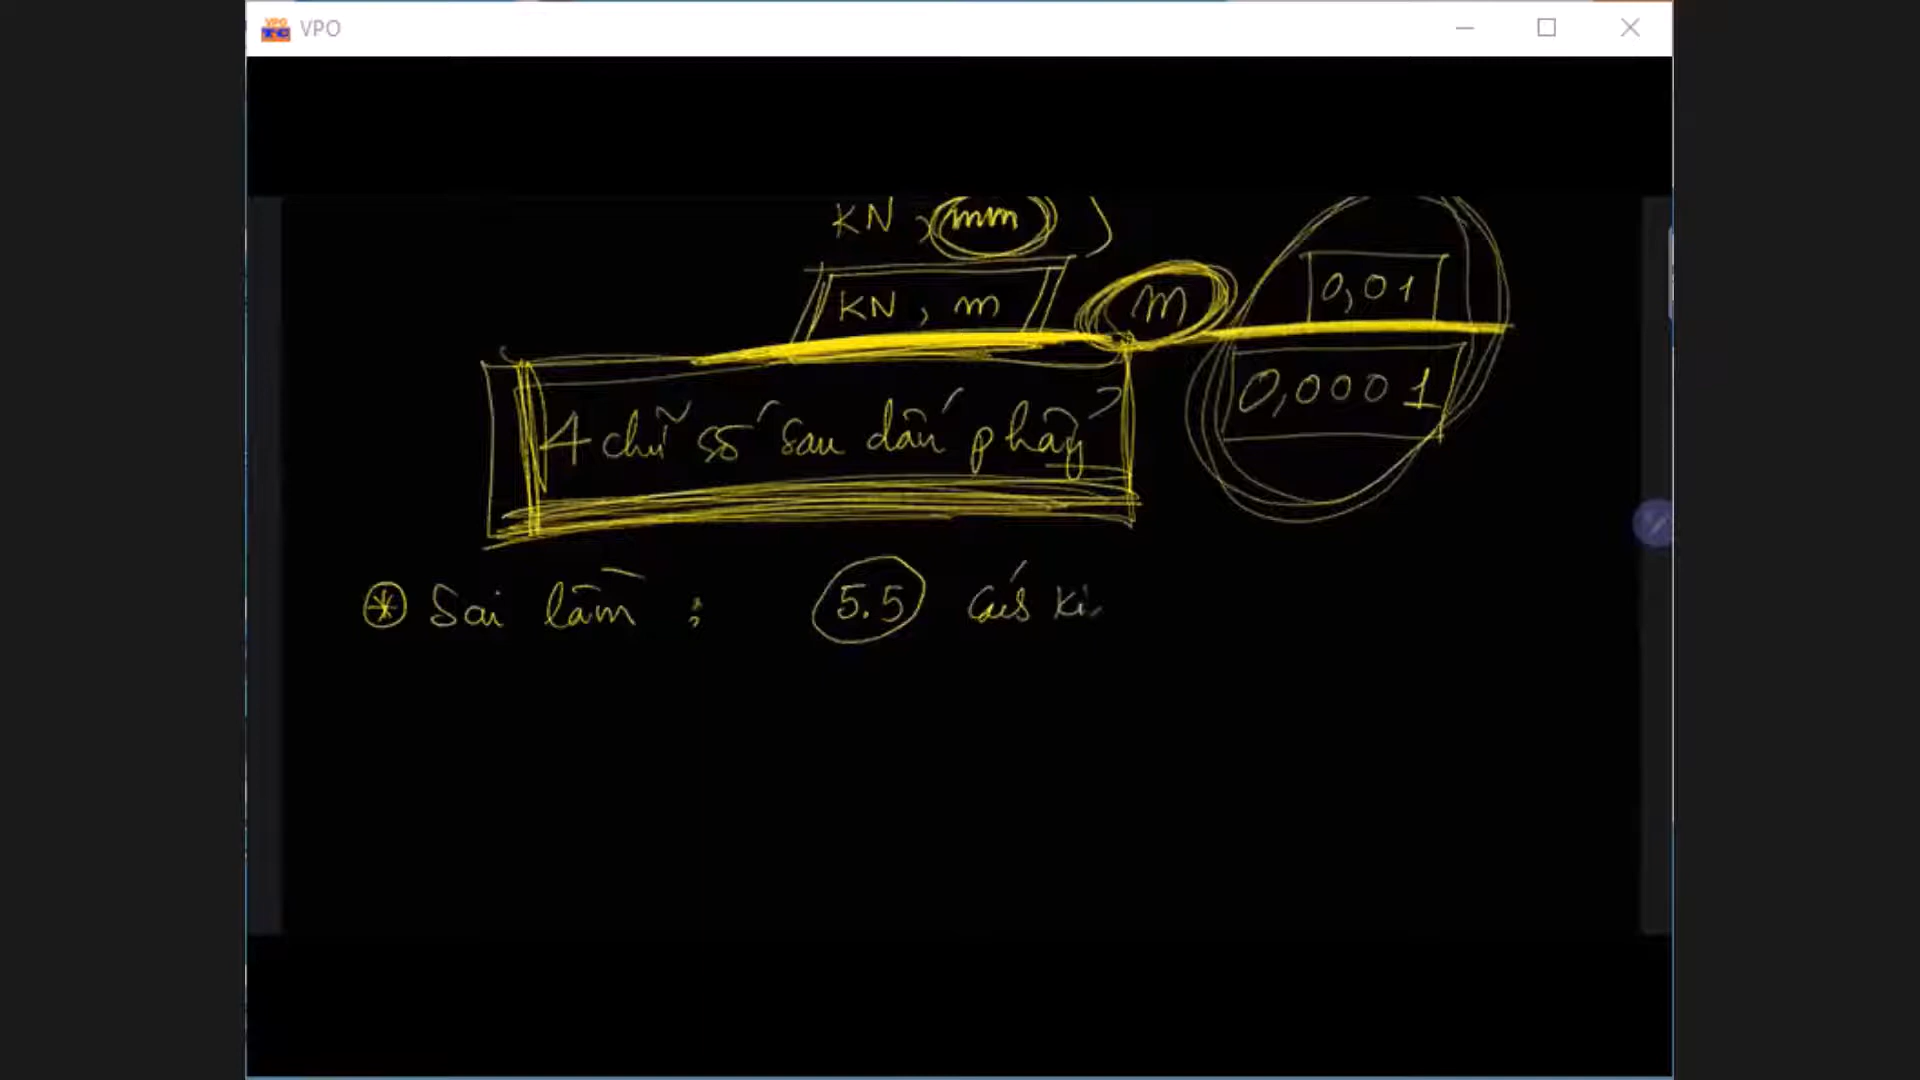 VPO
KN, mm
KN, m m 0,01
0,0001
4 chữ số sau dấu phẩy
* Sai lầm : 5.5